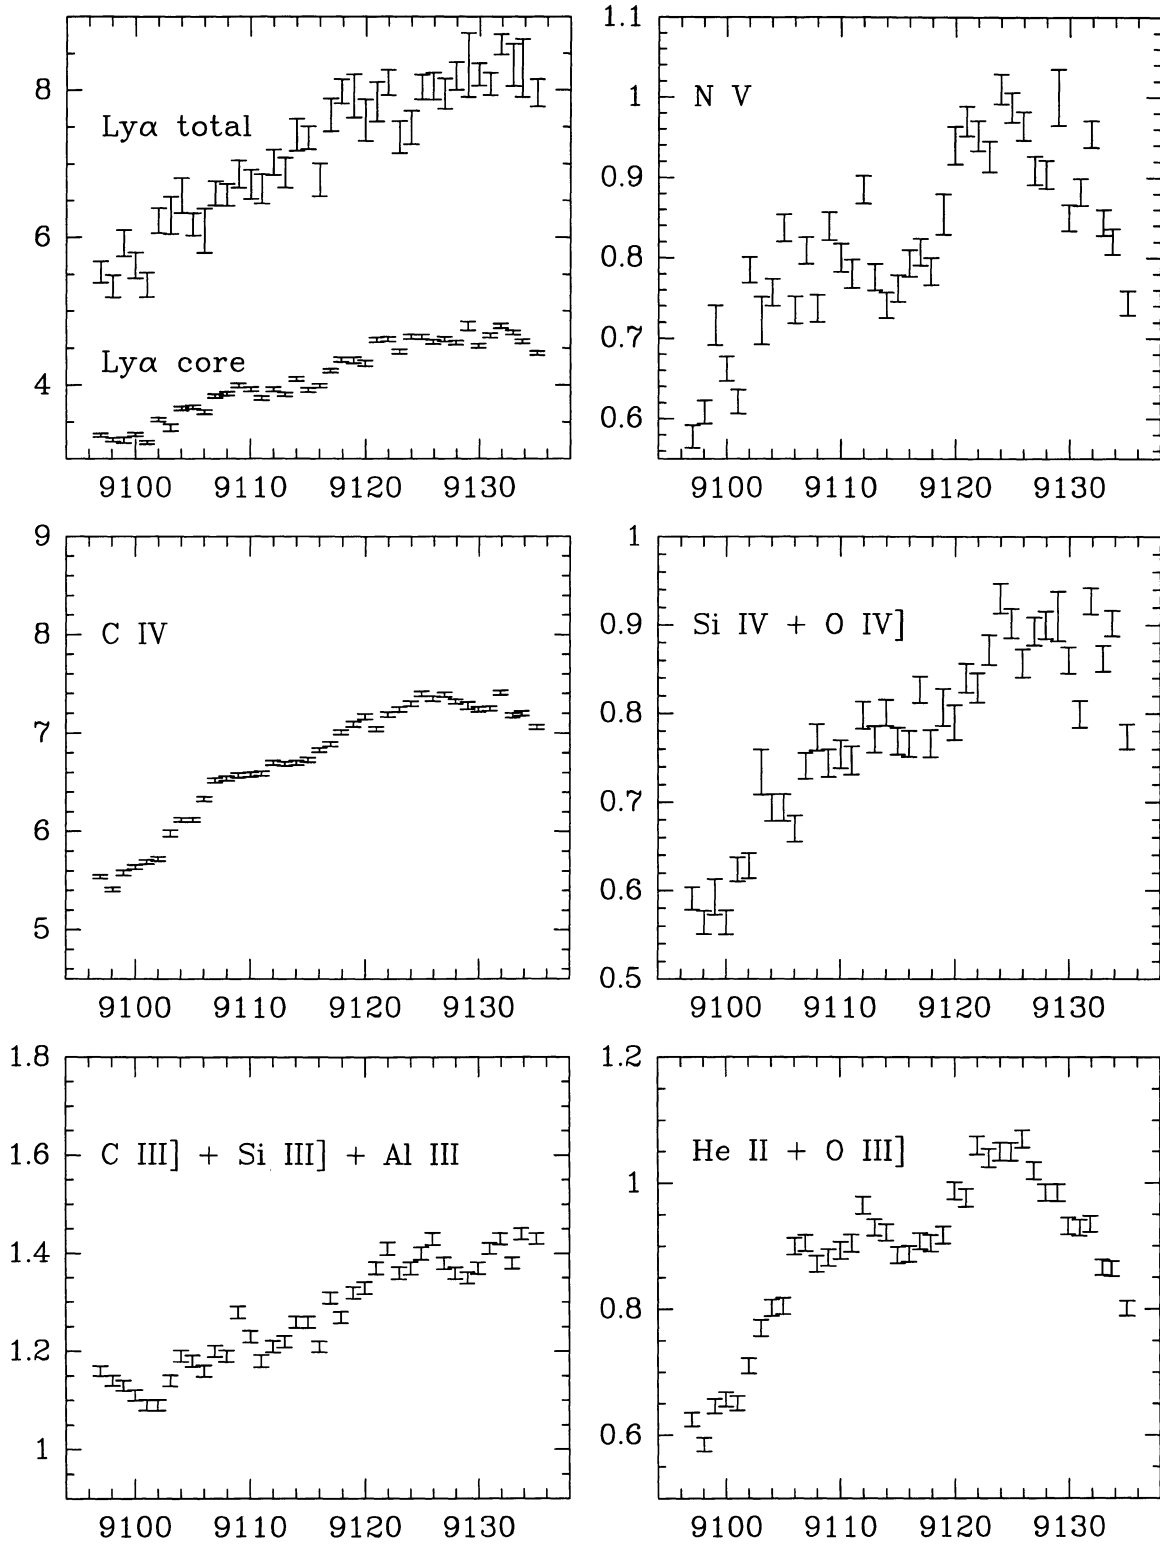 8
6
4
Lyα total
Lyα core
9100 9110 9120 9130
1.1
1
0.9
0.8
0.7
0.6
N V
9100 9110 9120 9130
9
8
7
6
5
C IV
9100 9110 9120 9130
1
0.9
0.8
0.7
0.6
0.5
Si IV + O IV]
9100 9110 9120 9130
1.8
1.6
1.4
1.2
1
C III] + Si III] + Al III
9100 9110 9120 9130
1.2
1
0.8
0.6
He II + O III]
9100 9110 9120 9130